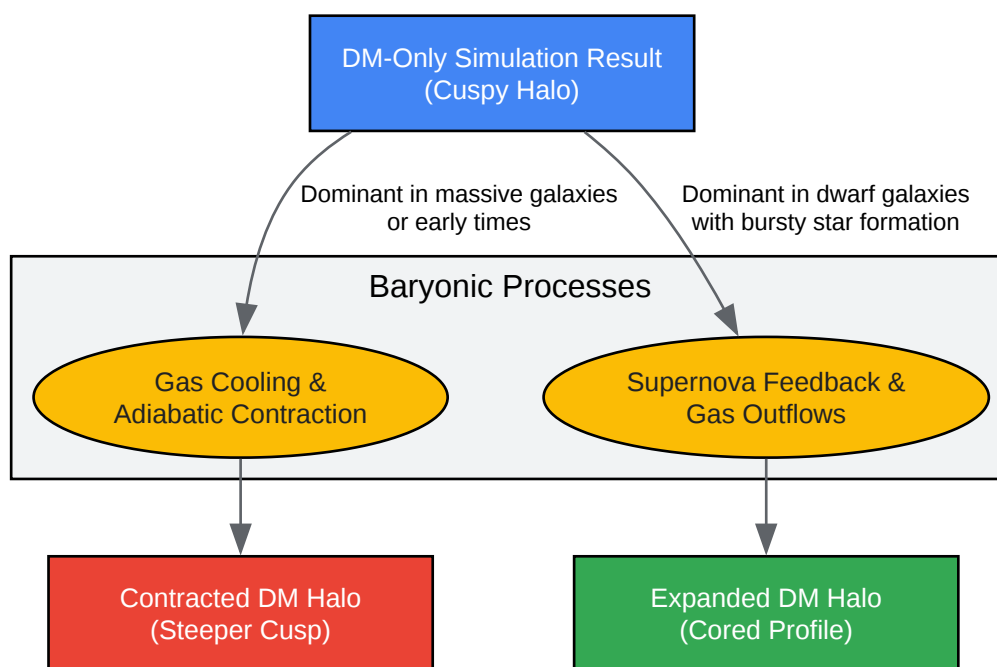 DM-Only Simulation Result
(Cuspy Halo)
Dominant in massive galaxies
or early times
Dominant in dwarf galaxies
with bursty star formation
Baryonic Processes
Gas Cooling &
Adiabatic Contraction
Supernova Feedback &
Gas Outflows
Contracted DM Halo
(Steeper Cusp)
Expanded DM Halo
(Cored Profile)